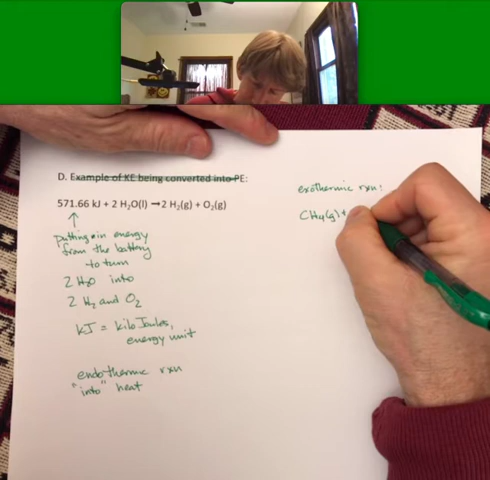 D. Example of KE being converted into PE:
571.66 kJ + 2 H₂O(l) → 2 H₂(g) + O₂(g)
↑
putting in energy
from the battery
to turn
2 H₂O into
2 H₂ and O₂
kJ = kilo Joules,
energy unit
endothermic rxn
"into" heat
exothermic rxn:
CH₄(g) +